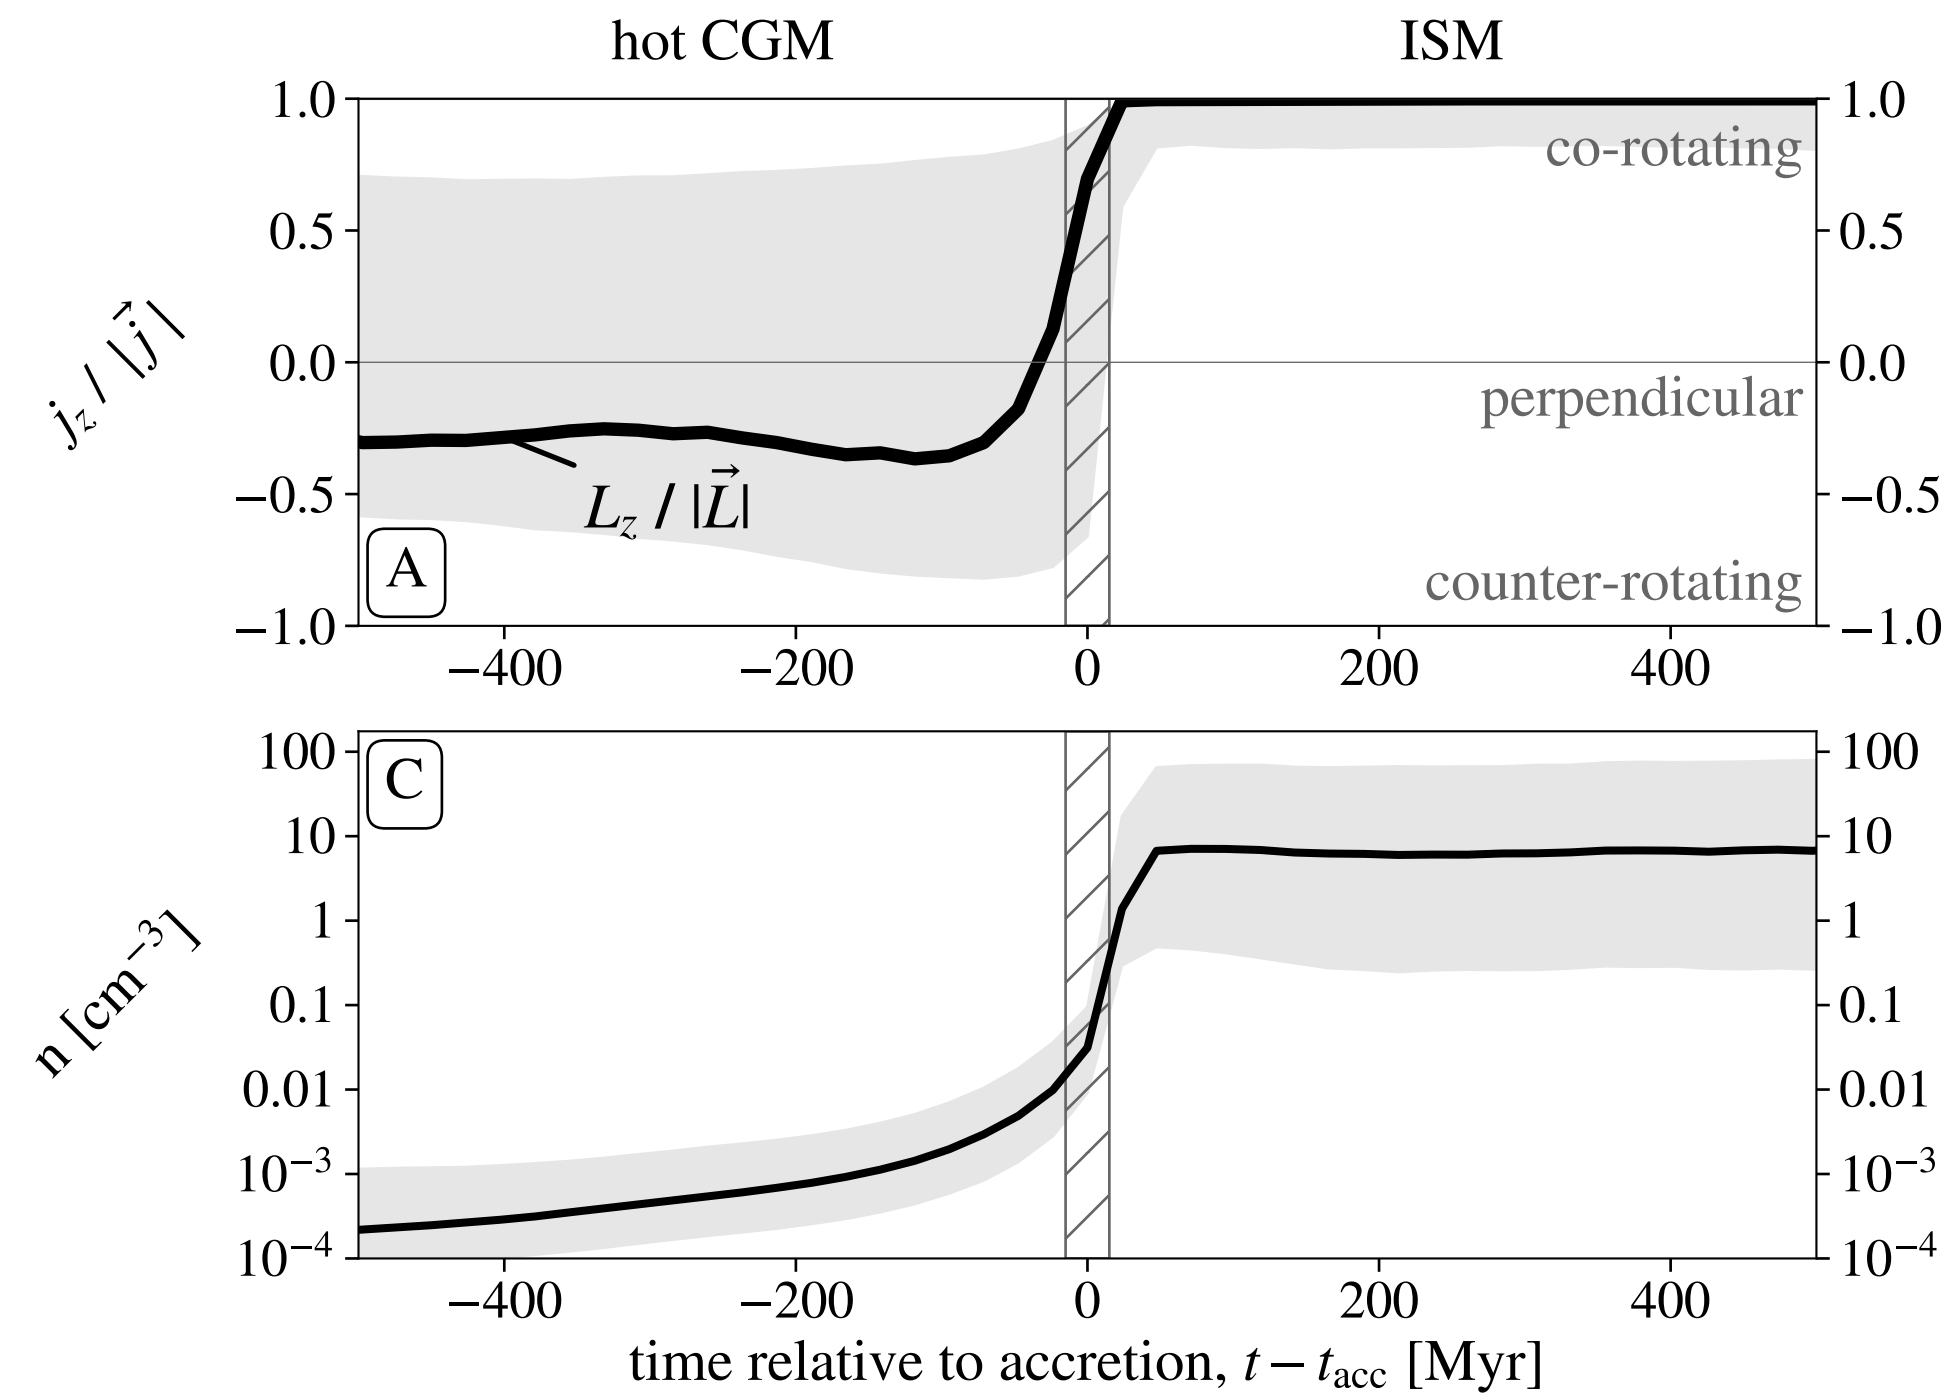 hot CGM ISM
1.0 1.0
co-rotating
0.5 0.5
j_z / |j⃗|
0.0 0.0
perpendicular
−0.5 L_z / |L⃗| −0.5
A counter-rotating
−1.0 −1.0
−400 −200 0 200 400
100 C 100
10 10
1 1
n [cm⁻³]
0.1 0.1
0.01 0.01
10⁻³ 10⁻³
10⁻⁴ 10⁻⁴
−400 −200 0 200 400
time relative to accretion, t − t_acc [Myr]